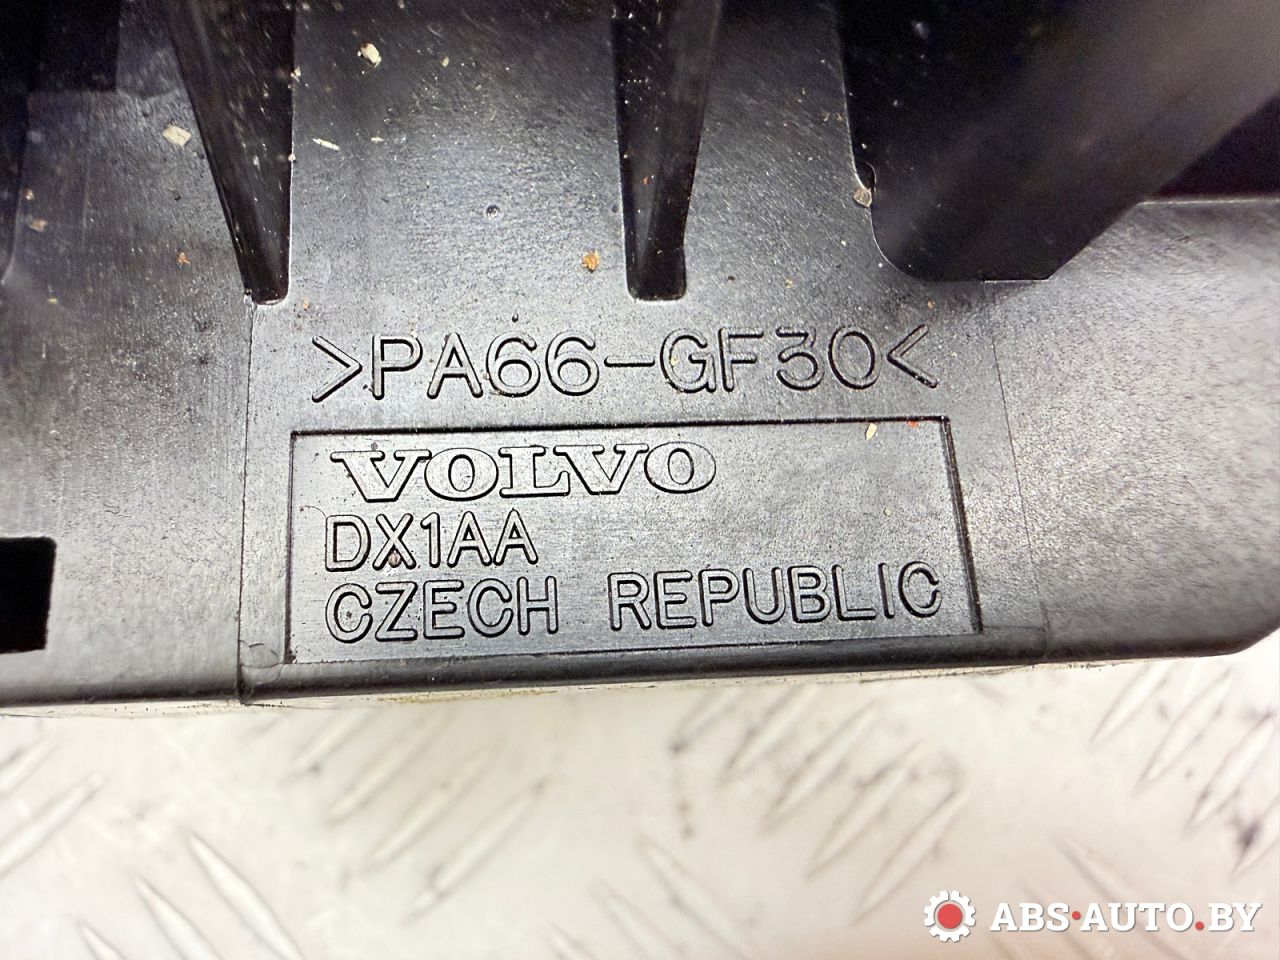 >PA66-GF30<
VOLVO
DX1AA
CZECH REPUBLIC
ABS·AUTO.BY